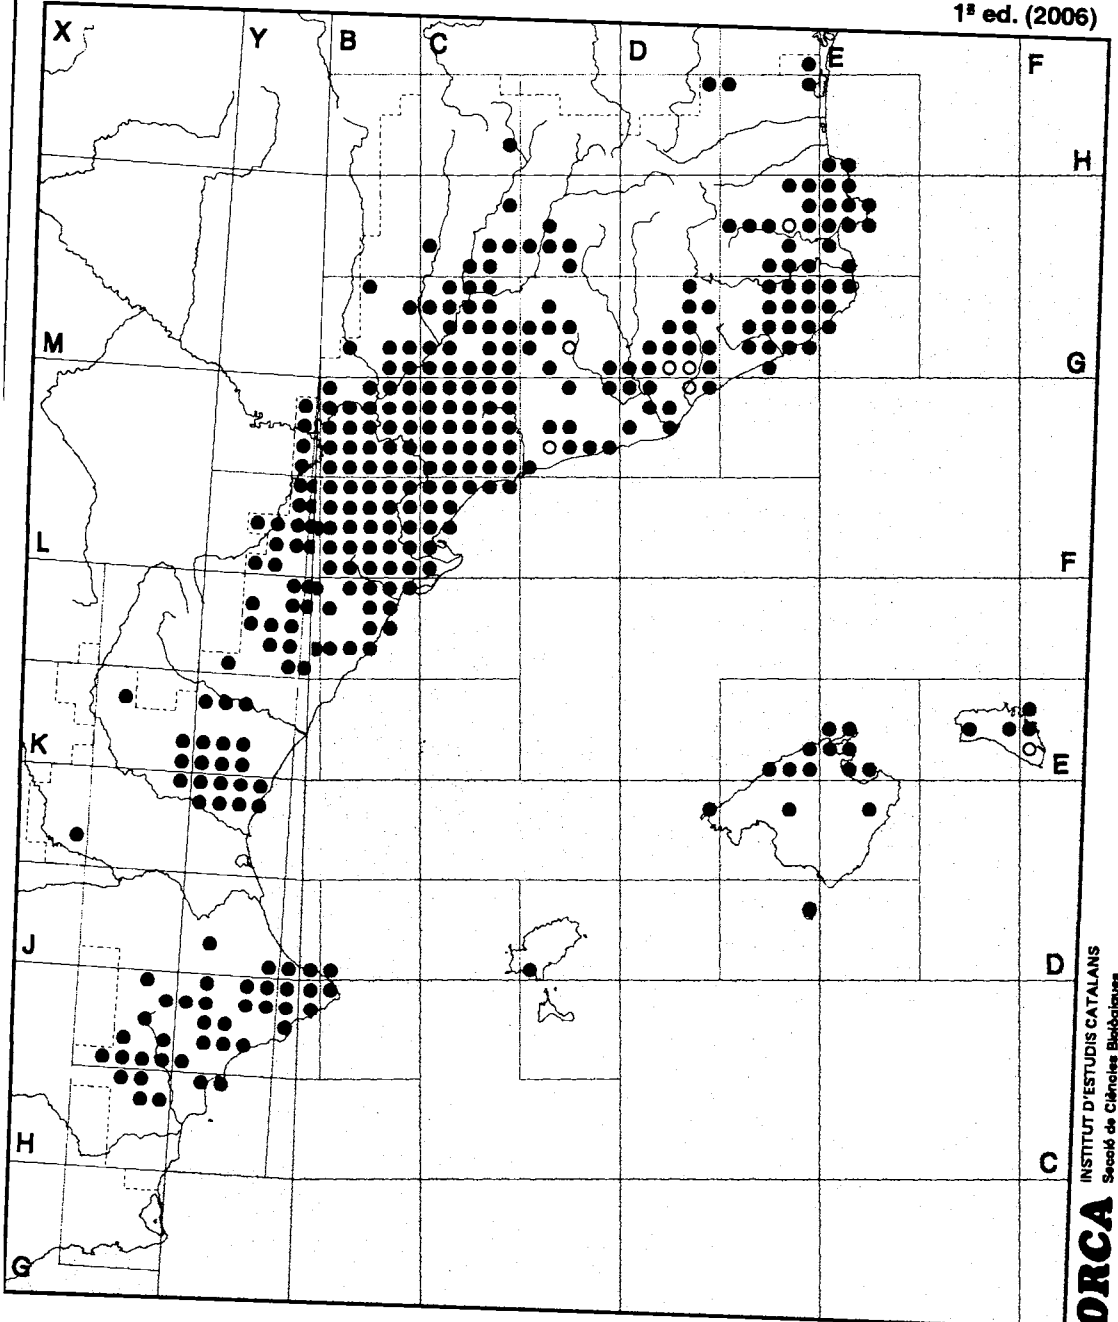 1ª ed. (2006)
X Y B C D E F
H
M G
L F
K E
J D
H C
G
ORCA
INSTITUT D'ESTUDIS CATALANS
Secció de Ciències Biològiques